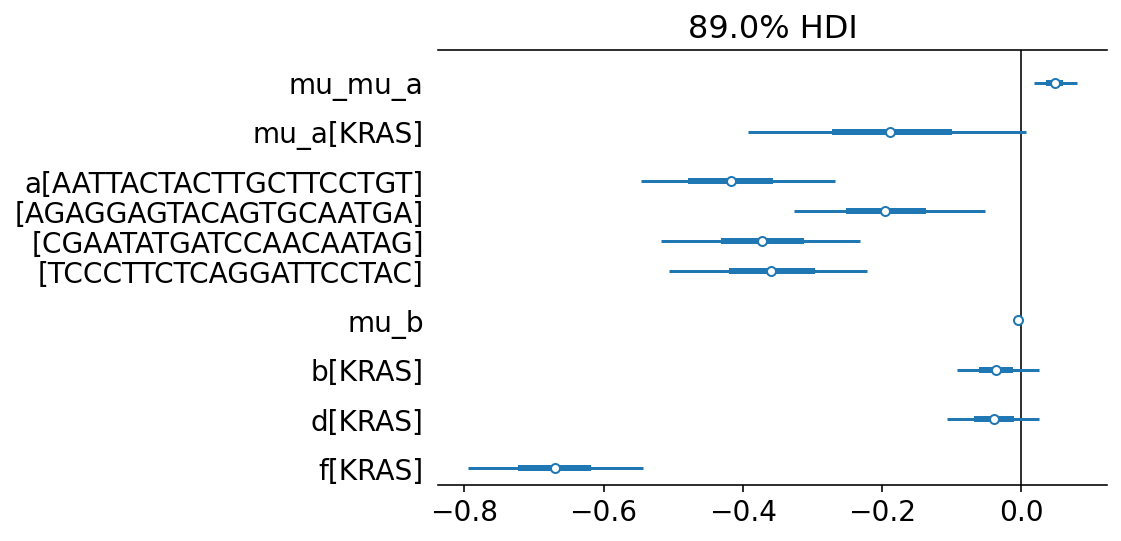 89.0% HDI
mu_mu_a
mu_a[KRAS]
a[AATTACTACTTGCTTCCTGT]
[AGAGGAGTACAGTGCAATGA]
[CGAATATGATCCAACAATAG]
[TCCCTTCTCAGGATTCCTAC]
mu_b
b[KRAS]
d[KRAS]
f[KRAS]
−0.8 −0.6 −0.4 −0.2 0.0